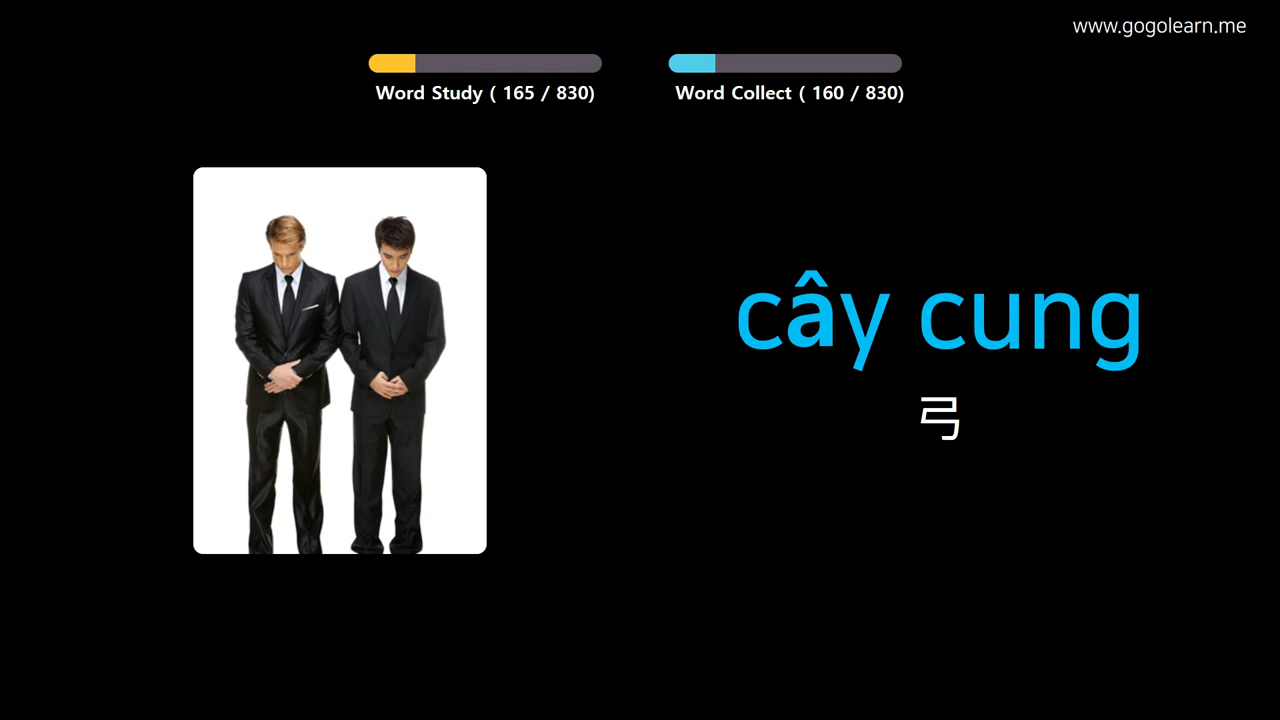 www.gogolearn.me
Word Study ( 165 / 830)
Word Collect ( 160 / 830)
cây cung
弓